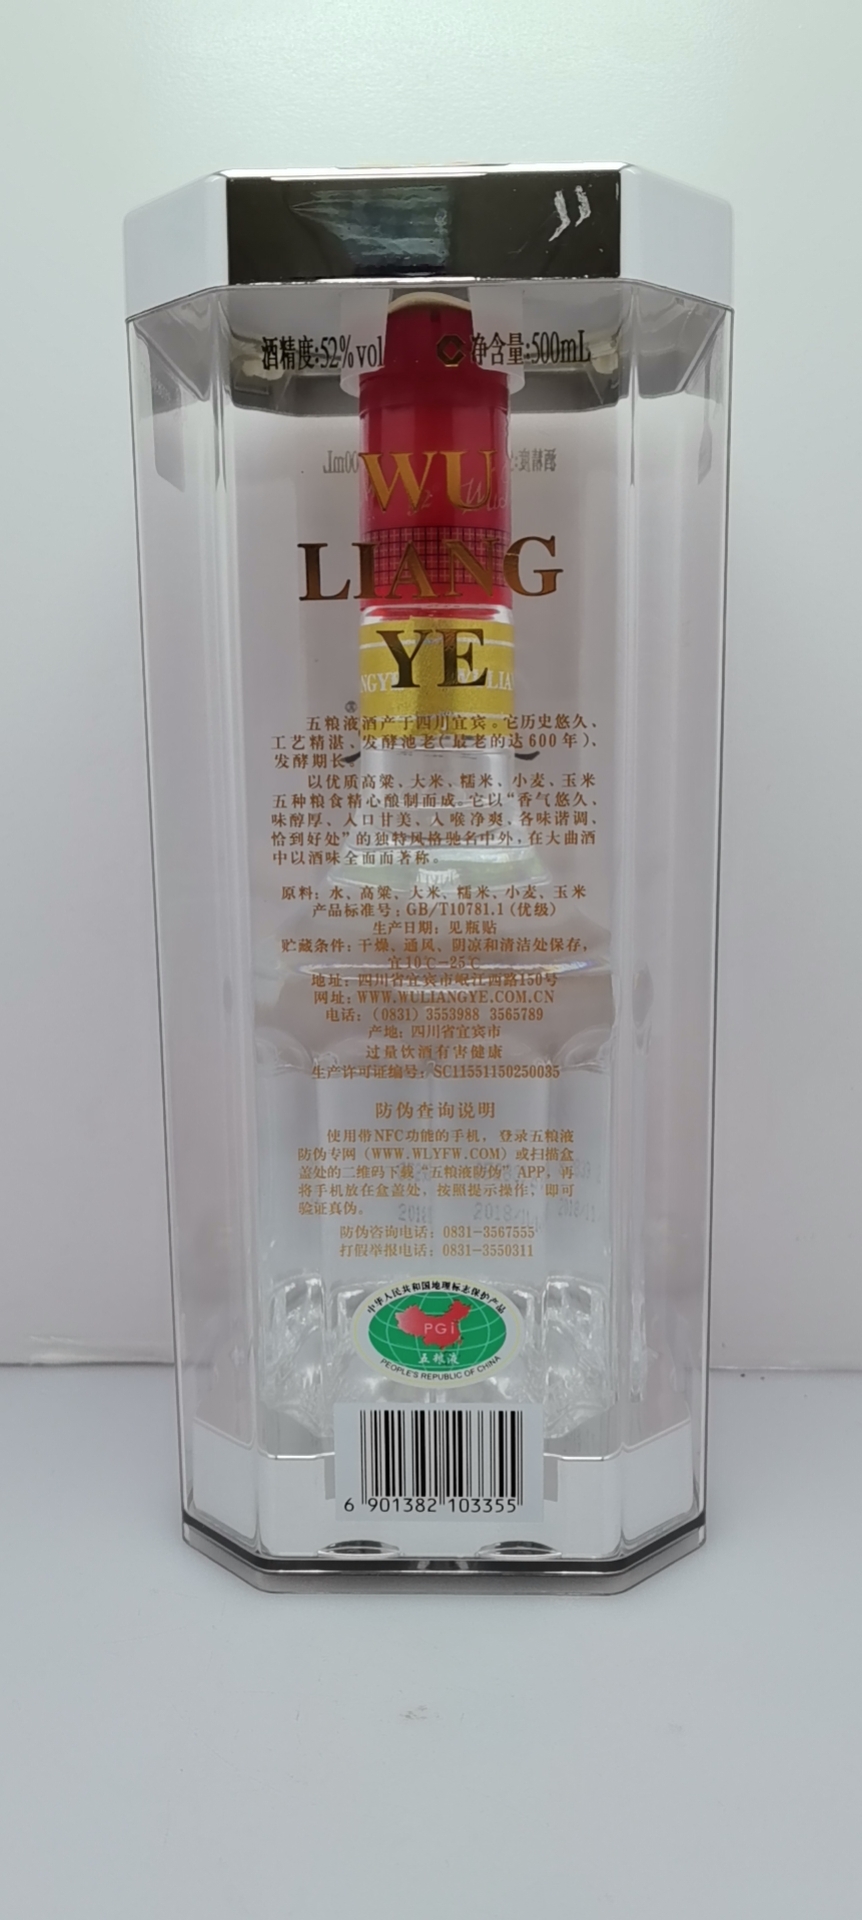 酒精度:52%vol 净含量:500mL
WU
LIANG
YE
五粮液酒产于四川宜宾。它历史悠久、
工艺精湛、发酵池老(最老的达600年)、
发酵期长。
以优质高粱、大米、糯米、小麦、玉米
五种粮食精心酿制而成。它以“香气悠久、
味醇厚、入口甘美、入喉净爽、各味谐调、
恰到好处”的独特风格驰名中外,在大曲酒
中以酒味全面而著称。
原料:水、高粱、大米、糯米、小麦、玉米
产品标准号:GB/T10781.1(优级)
生产日期:见瓶贴
贮藏条件:干燥、通风、阴凉和清洁处保存,
宜10℃—25℃
地址:四川省宜宾市岷江西路150号
网址:WWW.WULIANGYE.COM.CN
电话:(0831) 3553988 3565789
产地:四川省宜宾市
过量饮酒有害健康
生产许可证编号:SC11551150250035
防伪查询说明
使用带NFC功能的手机,登录五粮液
防伪专网(WWW.WLYFW.COM)或扫描盒
盖处的二维码下载“五粮液防伪”APP,再
将手机放在盒盖处,按照提示操作,即可
验证真伪。
防伪咨询电话:0831-3567555
打假举报电话:0831-3550311
中华人民共和国地理标志保护产品
PGI
五粮液
PEOPLE'S REPUBLIC OF CHINA
6 901382 103355